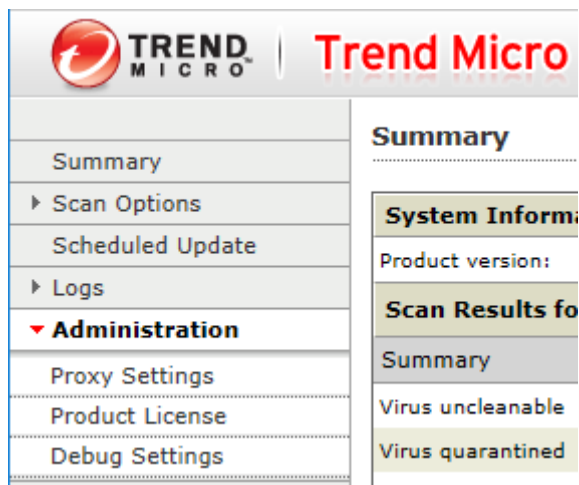 TREND MICRO™
Trend Micro
Summary
Scan Options
Scheduled Update
Logs
Administration
Proxy Settings
Product License
Debug Settings
Summary
System Informa
Product version:
Scan Results fo
Summary
Virus uncleanable
Virus quarantined